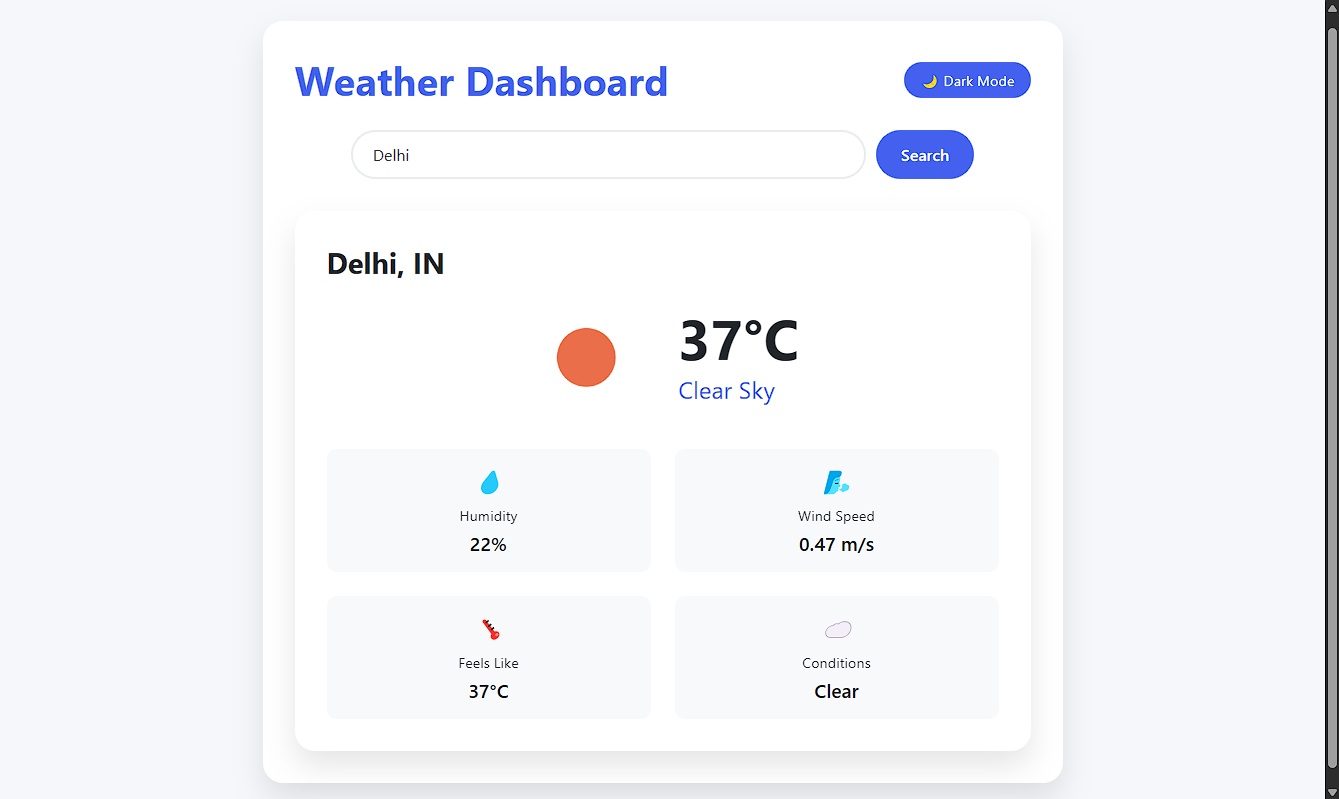 Weather Dashboard
🌙 Dark Mode
Delhi
Search
Delhi, IN
37°C
Clear Sky
Humidity
22%
Wind Speed
0.47 m/s
Feels Like
37°C
Conditions
Clear